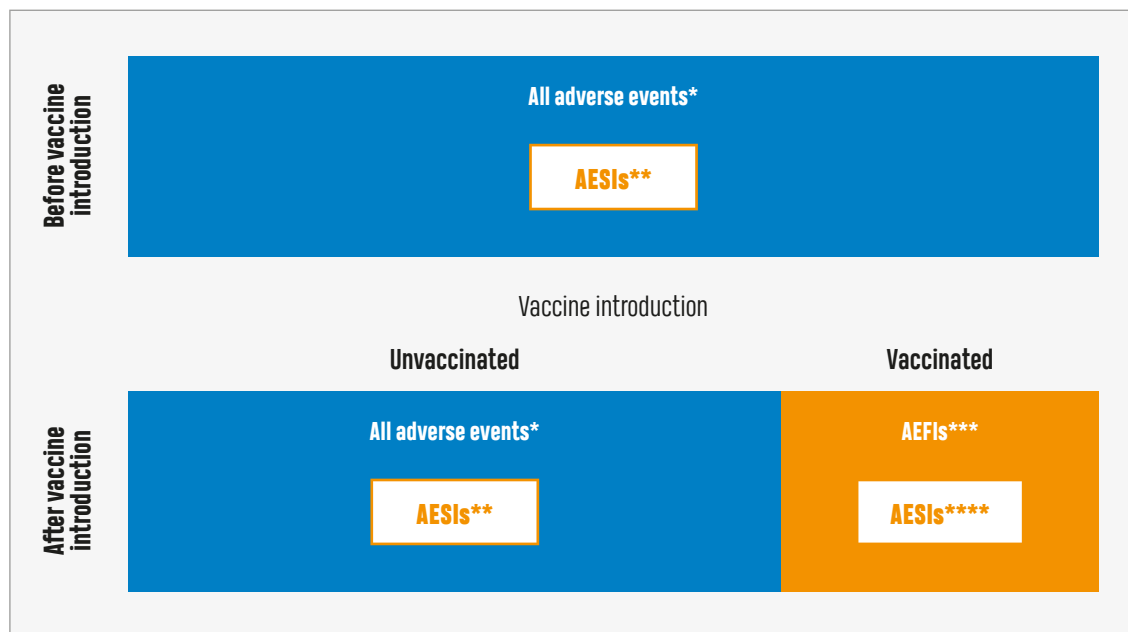 Before vaccine
introduction
All adverse events*
AESIs**
Vaccine introduction
Unvaccinated
Vaccinated
After vaccine
introduction
All adverse events*
AESIs**
AEFIs***
AESIs****